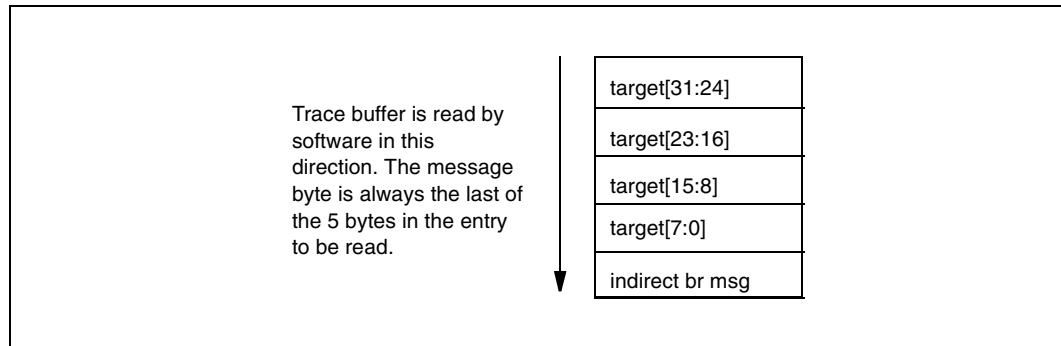 Trace buffer is read by
software in this
direction. The message
byte is always the last of
the 5 bytes in the entry
to be read.
target[31:24]
target[23:16]
target[15:8]
target[7:0]
indirect br msg